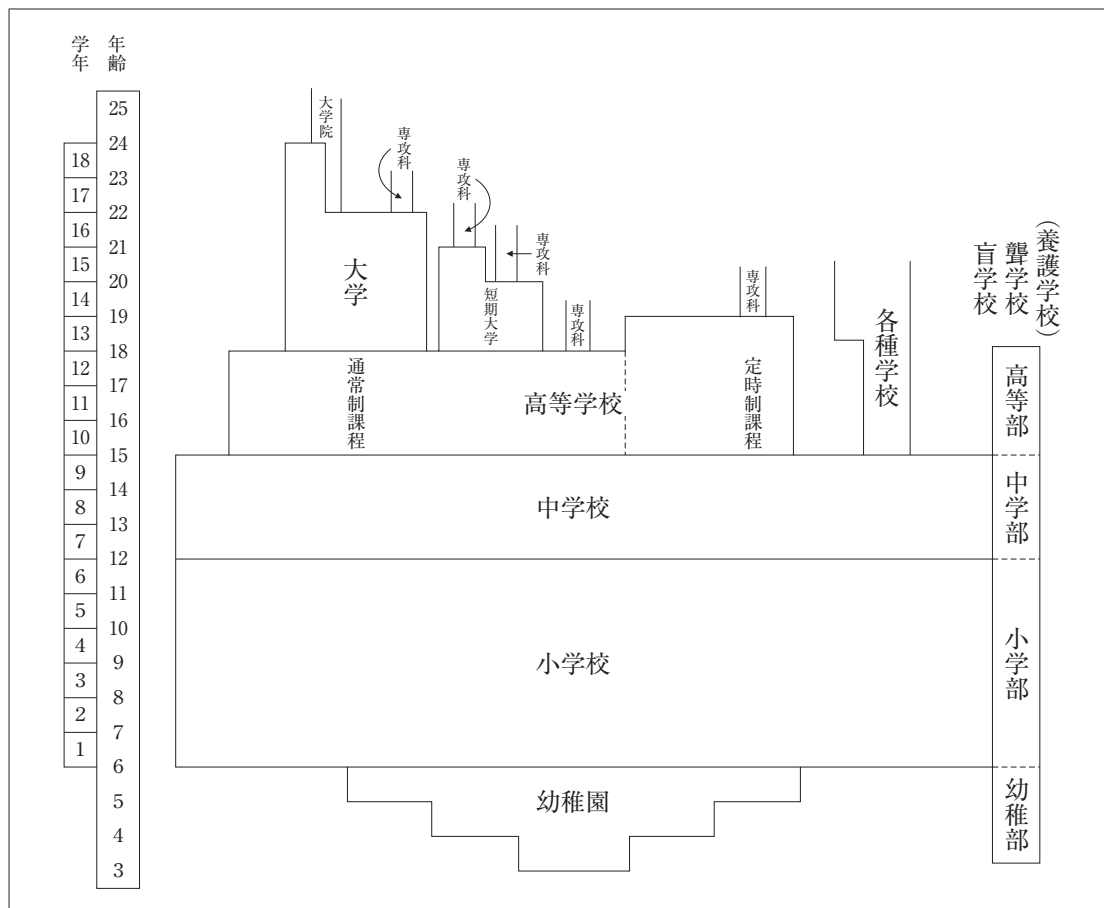 学年
年齢
25
24
23
22
21
20
19
18
17
16
15
14
13
12
11
10
9
8
7
6
5
4
3
18
17
16
15
14
13
12
11
10
9
8
7
6
5
4
3
2
1
大学院
専攻科
専攻科
専攻科
専攻科
専攻科
大学
短期大学
通常制課程
高等学校
定時制課程
各種学校
(養護学校)
聾学校
盲学校
高等部
中学校
中学部
小学校
小学部
幼稚園
幼稚部